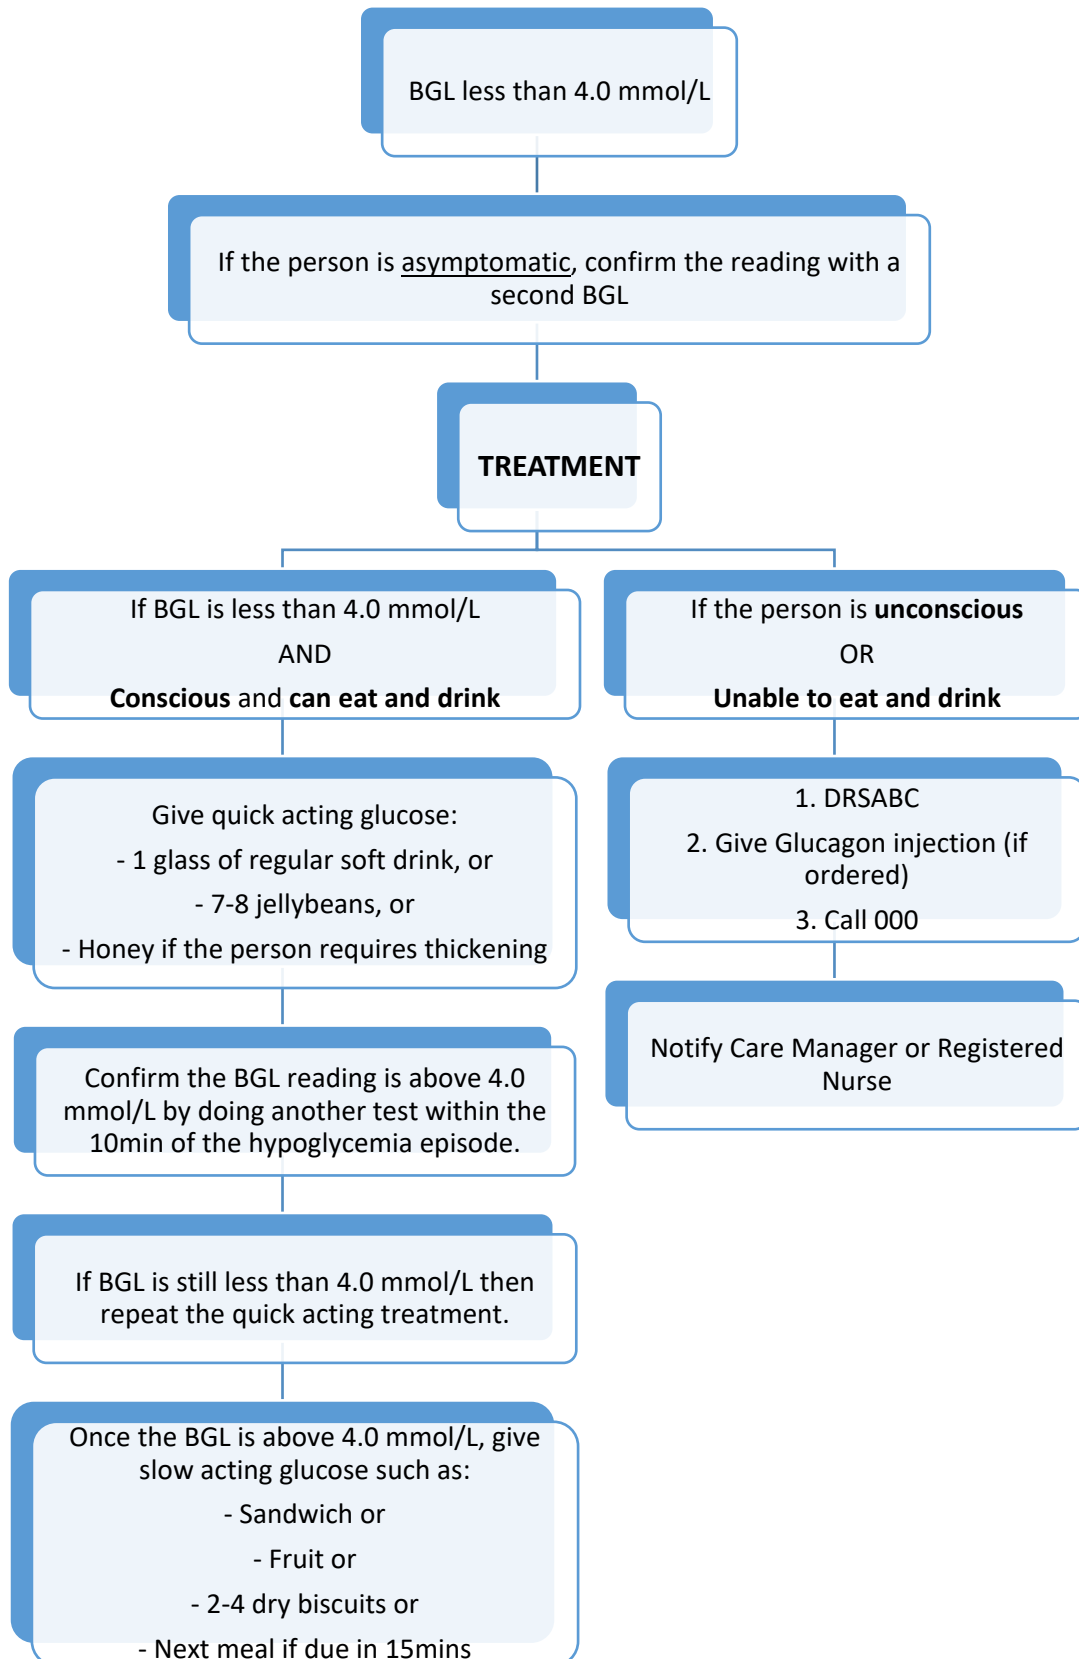 BGL less than 4.0 mmol/L
If the person is asymptomatic, confirm the reading with a
second BGL
TREATMENT
If BGL is less than 4.0 mmol/L
AND
Conscious and can eat and drink
Give quick acting glucose:
- 1 glass of regular soft drink, or
- 7-8 jellybeans, or
- Honey if the person requires thickening
Confirm the BGL reading is above 4.0
mmol/L by doing another test within the
10min of the hypoglycemia episode.
If BGL is still less than 4.0 mmol/L then
repeat the quick acting treatment.
Once the BGL is above 4.0 mmol/L, give
slow acting glucose such as:
- Sandwich or
- Fruit or
- 2-4 dry biscuits or
- Next meal if due in 15mins
If the person is unconscious
OR
Unable to eat and drink
1. DRSABC
2. Give Glucagon injection (if
ordered)
3. Call 000
Notify Care Manager or Registered
Nurse